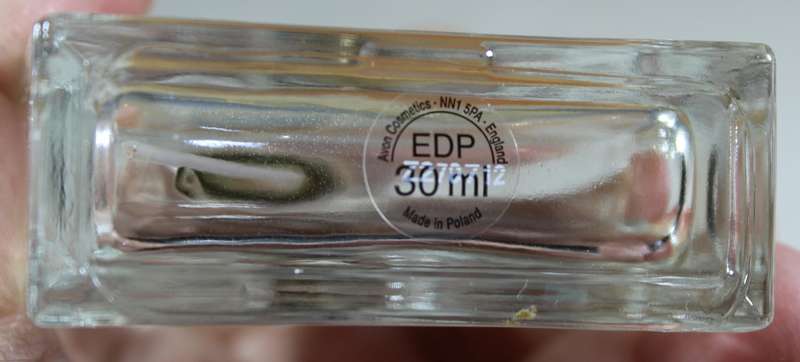 Avon Cosmetics · NN1 5PA · England
EDP
30 ml
Made in Poland